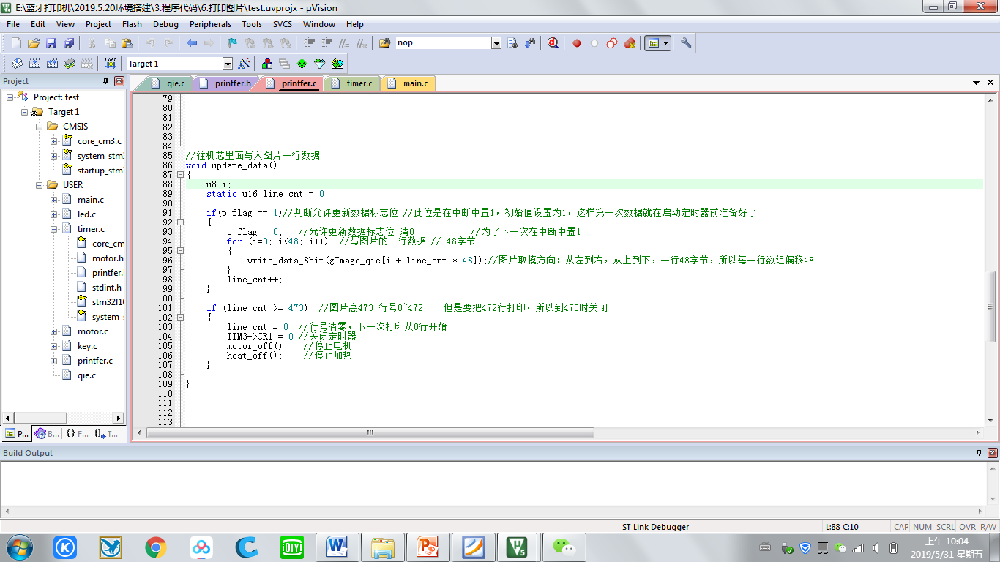 E:\蓝牙打印机\2019.5.20环境搭建\3.程序代码\6.打印图片\test.uvprojx - µVision
File Edit View Project Flash Debug Peripherals Tools SVCS Window Help
nop
LOAD Target 1
Project
qie.c printfer.h printfer.c timer.c main.c
Project: test
Target 1
CMSIS
core_cm3.c
system_stm3
startup_stm3
USER
main.c
led.c
timer.c
core_cm
motor.h
printfer.h
stdint.h
stm32f10
system_s
motor.c
key.c
printfer.c
qie.c
P... B... {} F... T...
79
80
81
82
83
84
85 //往机芯里面写入图片一行数据
86 void update_data()
87 {
88 u8 i;
89 static u16 line_cnt = 0;
90
91 if(p_flag == 1)//判断允许更新数据标志位 //此位是在中断中置1，初始值设置为1，这样第一次数据就在启动定时器前准备好了
92 {
93 p_flag = 0; //允许更新数据标志位 清0 //为了下一次在中断中置1
94 for (i=0; i<48; i++) //写图片的一行数据 // 48字节
95 {
96 write_data_8bit(gImage_qie[i + line_cnt * 48]);//图片取模方向：从左到右，从上到下，一行48字节，所以每一行数组偏移48
97 }
98 line_cnt++;
99 }
100
101 if (line_cnt >= 473) //图片高473 行号0~472 但是要把472行打印，所以到473时关闭
102 {
103 line_cnt = 0; //行号清零，下一次打印从0行开始
104 TIM3->CR1 = 0;//关闭定时器
105 motor_off(); //停止电机
106 heat_off(); //停止加热
107 }
108
109 }
110
111
112
113
Build Output
ST-Link Debugger L:88 C:10 CAP NUM SCRL OVR R/W
上午 10:04
2019/5/31 星期五